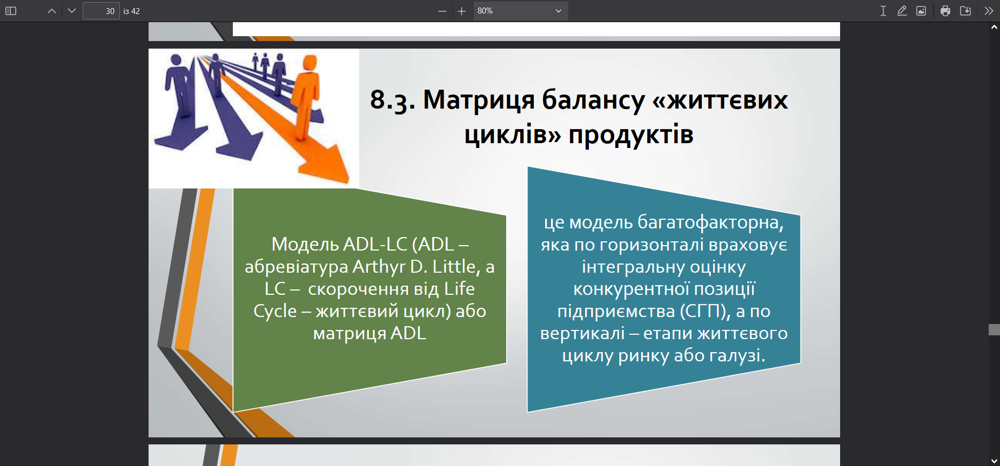 30 із 42
80%
8.3. Матриця балансу «життєвих
циклів» продуктів
Модель ADL-LC (ADL –
абревіатура Arthyr D. Little, а
LC – скорочення від Life
Cycle – життєвий цикл) або
матриця ADL
це модель багатофакторна,
яка по горизонталі враховує
інтегральну оцінку
конкурентної позиції
підприємства (СГП), а по
вертикалі – етапи життєвого
циклу ринку або галузі.